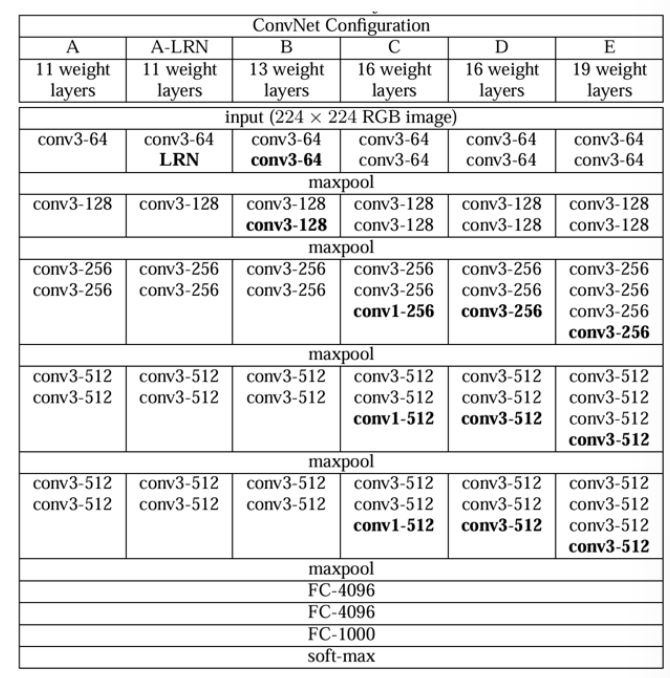 ConvNet Configuration
A A-LRN B C D E
11 weight 11 weight 13 weight 16 weight 16 weight 19 weight
layers layers layers layers layers layers
input (224 × 224 RGB image)
conv3-64 conv3-64 conv3-64 conv3-64 conv3-64 conv3-64
LRN conv3-64 conv3-64 conv3-64 conv3-64
maxpool
conv3-128 conv3-128 conv3-128 conv3-128 conv3-128 conv3-128
conv3-128 conv3-128 conv3-128 conv3-128
maxpool
conv3-256 conv3-256 conv3-256 conv3-256 conv3-256 conv3-256
conv3-256 conv3-256 conv3-256 conv3-256 conv3-256 conv3-256
conv1-256 conv3-256 conv3-256
conv3-256
maxpool
conv3-512 conv3-512 conv3-512 conv3-512 conv3-512 conv3-512
conv3-512 conv3-512 conv3-512 conv3-512 conv3-512 conv3-512
conv1-512 conv3-512 conv3-512
conv3-512
maxpool
conv3-512 conv3-512 conv3-512 conv3-512 conv3-512 conv3-512
conv3-512 conv3-512 conv3-512 conv3-512 conv3-512 conv3-512
conv1-512 conv3-512 conv3-512
conv3-512
maxpool
FC-4096
FC-4096
FC-1000
soft-max